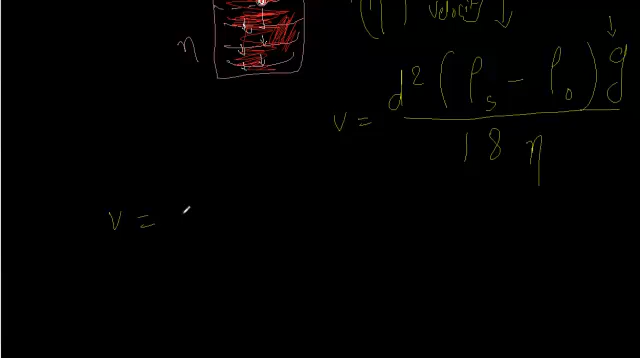 (η) velocity ↓ ↓
η
v = d² (ρs - ρ₀) g / 18 η
v =